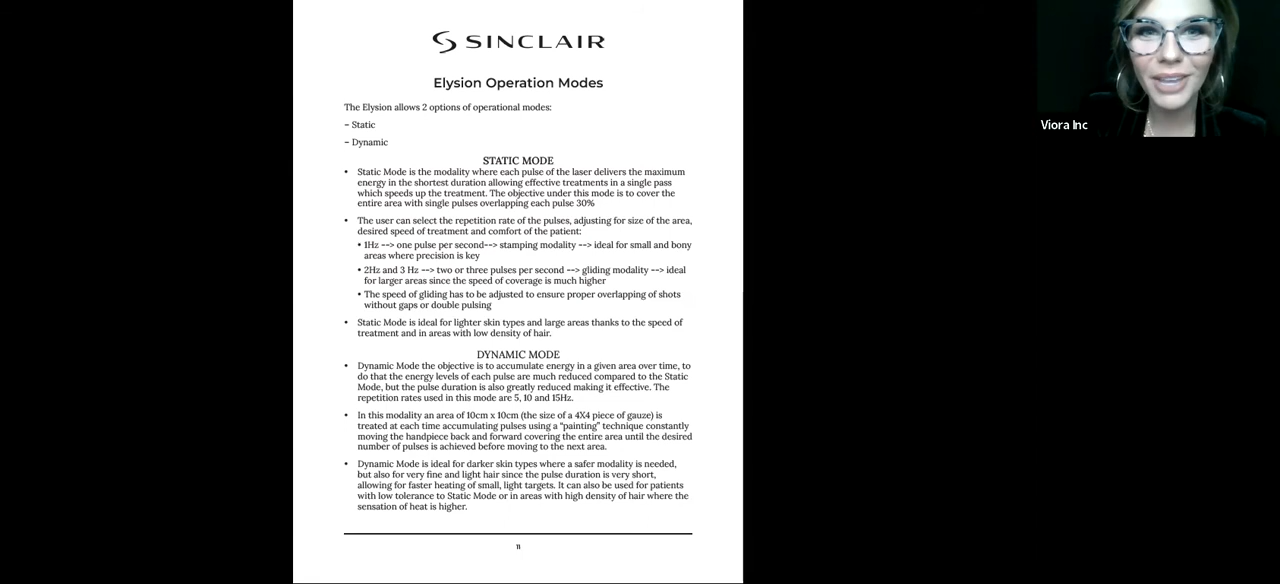 SINCLAIR
Elysion Operation Modes
The Elysion allows 2 options of operational modes:
– Static
– Dynamic
STATIC MODE
• Static Mode is the modality where each pulse of the laser delivers the maximum
energy in the shortest duration allowing effective treatments in a single pass
which speeds up the treatment. The objective under this mode is to cover the
entire area with single pulses overlapping each pulse 30%
• The user can select the repetition rate of the pulses, adjusting for size of the area,
desired speed of treatment and comfort of the patient:
• 1Hz --> one pulse per second--> stamping modality --> ideal for small and bony
areas where precision is key
• 2Hz and 3 Hz --> two or three pulses per second --> gliding modality --> ideal
for larger areas since the speed of coverage is much higher
• The speed of gliding has to be adjusted to ensure proper overlapping of shots
without gaps or double pulsing
• Static Mode is ideal for lighter skin types and large areas thanks to the speed of
treatment and in areas with low density of hair.
DYNAMIC MODE
• Dynamic Mode the objective is to accumulate energy in a given area over time, to
do that the energy levels of each pulse are much reduced compared to the Static
Mode, but the pulse duration is also greatly reduced making it effective. The
repetition rates used in this mode are 5, 10 and 15Hz.
• In this modality an area of 10cm x 10cm (the size of a 4X4 piece of gauze) is
treated at each time accumulating pulses using a “painting” technique constantly
moving the handpiece back and forward covering the entire area until the desired
number of pulses is achieved before moving to the next area.
• Dynamic Mode is ideal for darker skin types where a safer modality is needed,
but also for very fine and light hair since the pulse duration is very short,
allowing for faster heating of small, light targets. It can also be used for patients
with low tolerance to Static Mode or in areas with high density of hair where the
sensation of heat is higher.
11
Viora Inc